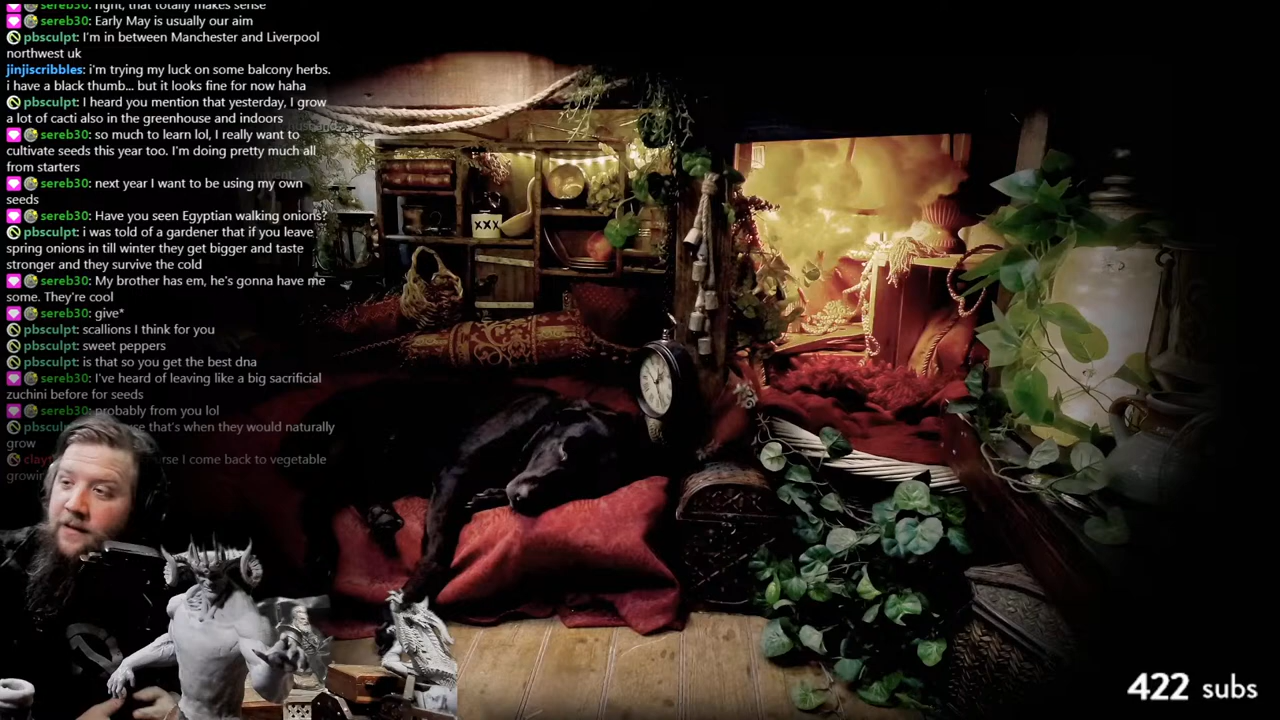 sereb30: right, that totally makes sense
sereb30: Early May is usually our aim
pbsculpt: I'm in between Manchester and Liverpool
northwest uk
jinjiscribbles: i'm trying my luck on some balcony herbs.
i have a black thumb... but it looks fine for now haha
pbsculpt: I heard you mention that yesterday, I grow
a lot of cacti also in the greenhouse and indoors
sereb30: so much to learn lol, I really want to
cultivate seeds this year too. I'm doing pretty much all
from starters
sereb30: next year I want to be using my own
seeds
sereb30: Have you seen Egyptian walking onions?
pbsculpt: i was told of a gardener that if you leave
spring onions in till winter they get bigger and taste
stronger and they survive the cold
sereb30: My brother has em, he's gonna have me
some. They're cool
sereb30: give*
pbsculpt: scallions I think for you
pbsculpt: sweet peppers
pbsculpt: is that so you get the best dna
sereb30: I've heard of leaving like a big sacrificial
zuchini before for seeds
sereb30: probably from you lol
pbsculpt: that's when they would naturally
grow
I come back to vegetable
XXX
422 subs